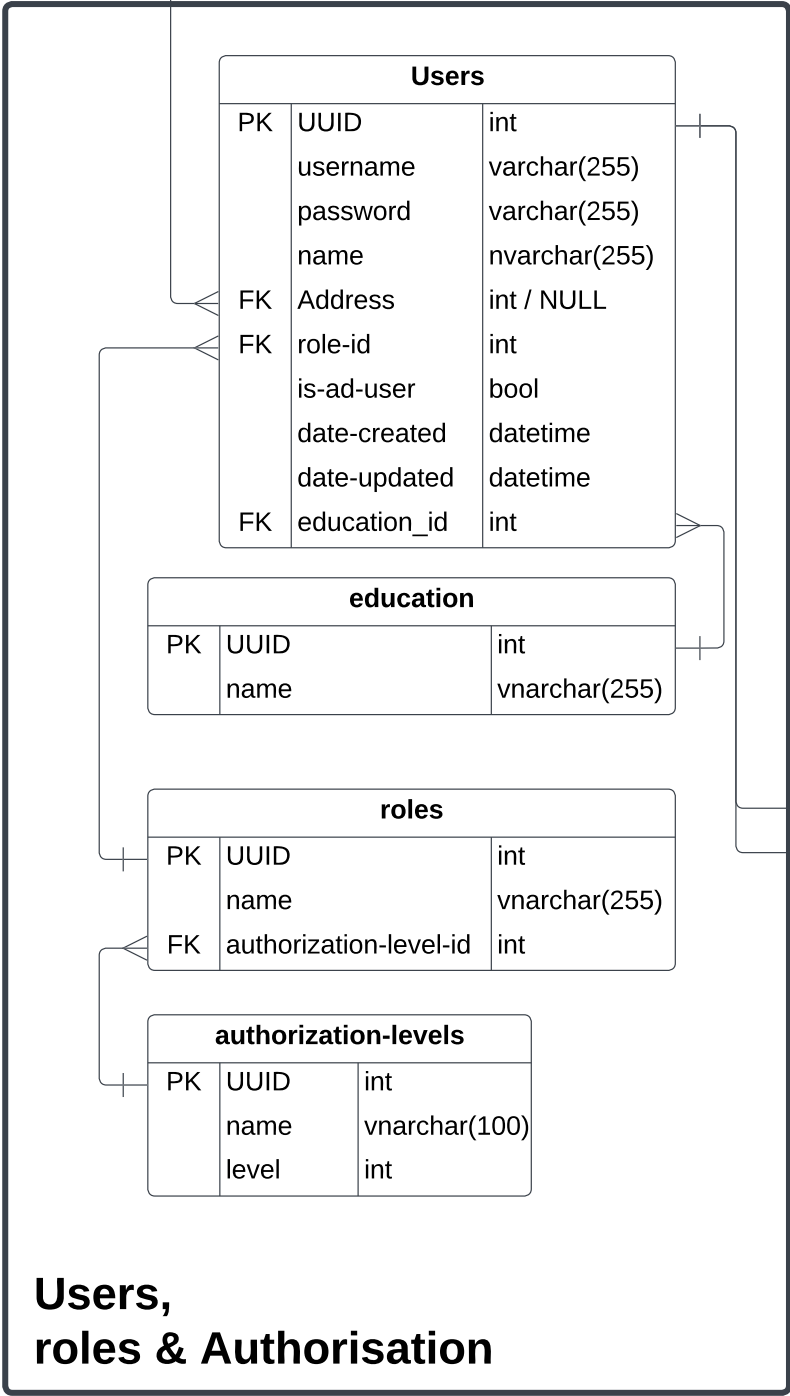 Users
PK UUID int
username varchar(255)
password varchar(255)
name nvarchar(255)
FK Address int / NULL
FK role-id int
is-ad-user bool
date-created datetime
date-updated datetime
FK education_id int
education
PK UUID int
name vnarchar(255)
roles
PK UUID int
name vnarchar(255)
FK authorization-level-id int
authorization-levels
PK UUID int
name vnarchar(100)
level int
Users,
roles & Authorisation